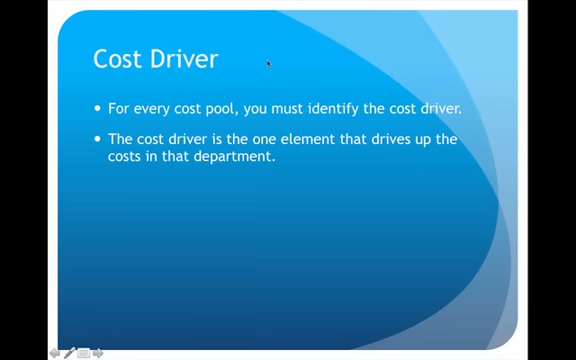 Cost Driver
• For every cost pool, you must identify the cost driver.
• The cost driver is the one element that drives up the
costs in that department.